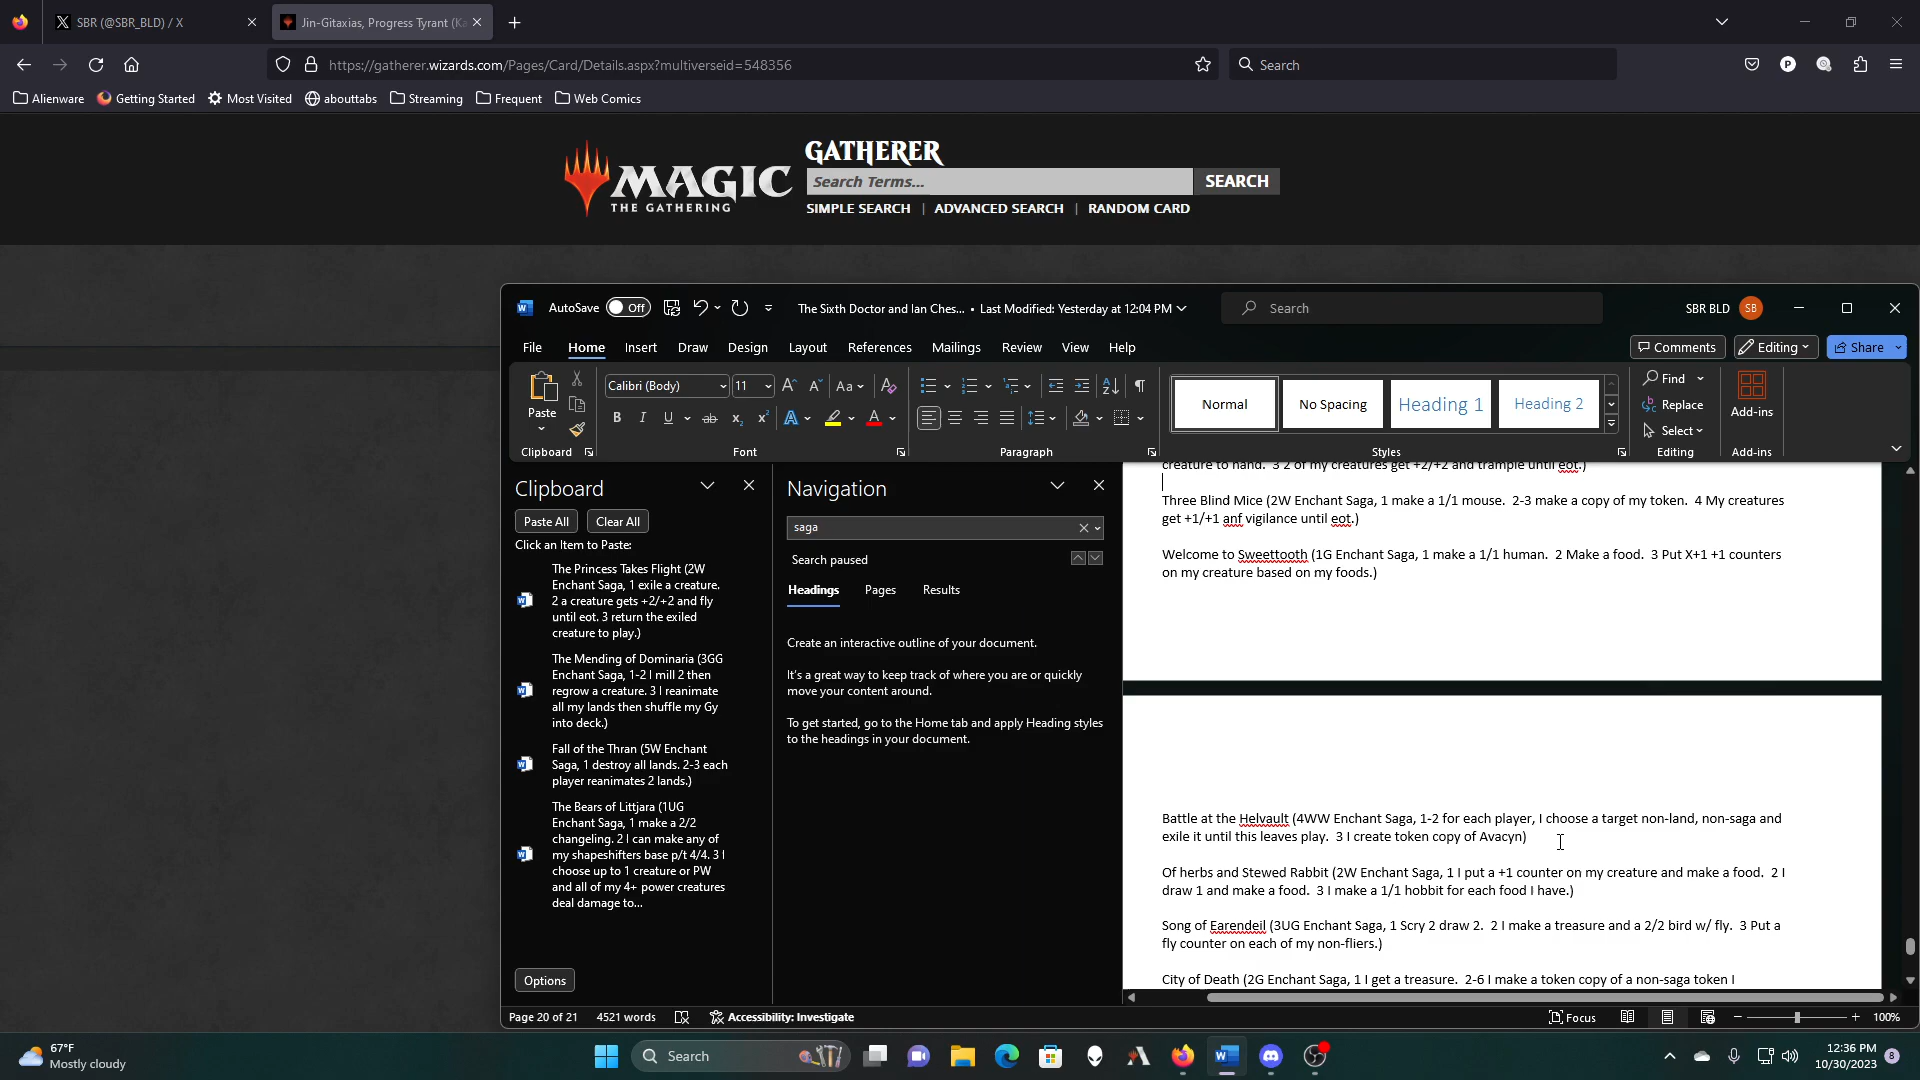 SBR (@SBR_BLD) / X
Jin-Gitaxias, Progress Tyrant (Ka
https://gatherer.wizards.com/Pages/Card/Details.aspx?multiverseid=548356
Search
P
Alienware
Getting Started
Most Visited
abouttabs
Streaming
Frequent
Web Comics
MAGIC
THE GATHERING
GATHERER
Search Terms...
SEARCH
SIMPLE SEARCH | ADVANCED SEARCH | RANDOM CARD
AutoSave Off
The Sixth Doctor and Ian Ches... • Last Modified: Yesterday at 12:04 PM
Search
SBR BLD SB
File Home Insert Draw Design Layout References Mailings Review View Help
Comments Editing Share
Paste
Calibri (Body) 11
Normal
No Spacing
Heading 1
Heading 2
Find
Replace
Select
Add-ins
Clipboard Font Paragraph Styles Editing Add-ins
Clipboard
Paste All Clear All
Click an Item to Paste:
The Princess Takes Flight (2W
Enchant Saga, 1 exile a creature.
2 a creature gets +2/+2 and fly
until eot. 3 return the exiled
creature to play.)
The Mending of Dominaria (3GG
Enchant Saga, 1-2 I mill 2 then
regrow a creature. 3 I reanimate
all my lands then shuffle my Gy
into deck.)
Fall of the Thran (5W Enchant
Saga, 1 destroy all lands. 2-3 each
player reanimates 2 lands.)
The Bears of Littjara (1UG
Enchant Saga, 1 make a 2/2
changeling. 2 I can make any of
my shapeshifters base p/t 4/4. 3 I
choose up to 1 creature or PW
and all of my 4+ power creatures
deal damage to...
Options
Navigation
saga
Search paused
Headings Pages Results
Create an interactive outline of your document.
It's a great way to keep track of where you are or quickly
move your content around.
To get started, go to the Home tab and apply Heading styles
to the headings in your document.
creature to hand. 3 2 of my creatures get +2/+2 and trample until eot.)
Three Blind Mice (2W Enchant Saga, 1 make a 1/1 mouse. 2-3 make a copy of my token. 4 My creatures
get +1/+1 anf vigilance until eot.)
Welcome to Sweettooth (1G Enchant Saga, 1 make a 1/1 human. 2 Make a food. 3 Put X+1 +1 counters
on my creature based on my foods.)
Battle at the Helvault (4WW Enchant Saga, 1-2 for each player, I choose a target non-land, non-saga and
exile it until this leaves play. 3 I create token copy of Avacyn)
Of herbs and Stewed Rabbit (2W Enchant Saga, 1 I put a +1 counter on my creature and make a food. 2 I
draw 1 and make a food. 3 I make a 1/1 hobbit for each food I have.)
Song of Earendeil (3UG Enchant Saga, 1 Scry 2 draw 2. 2 I make a treasure and a 2/2 bird w/ fly. 3 Put a
fly counter on each of my non-fliers.)
City of Death (2G Enchant Saga, 1 I get a treasure. 2-6 I make a token copy of a non-saga token I
Page 20 of 21 4521 words Accessibility: Investigate
Focus 100%
67°F
Mostly cloudy
Search
12:36 PM
10/30/2023
8